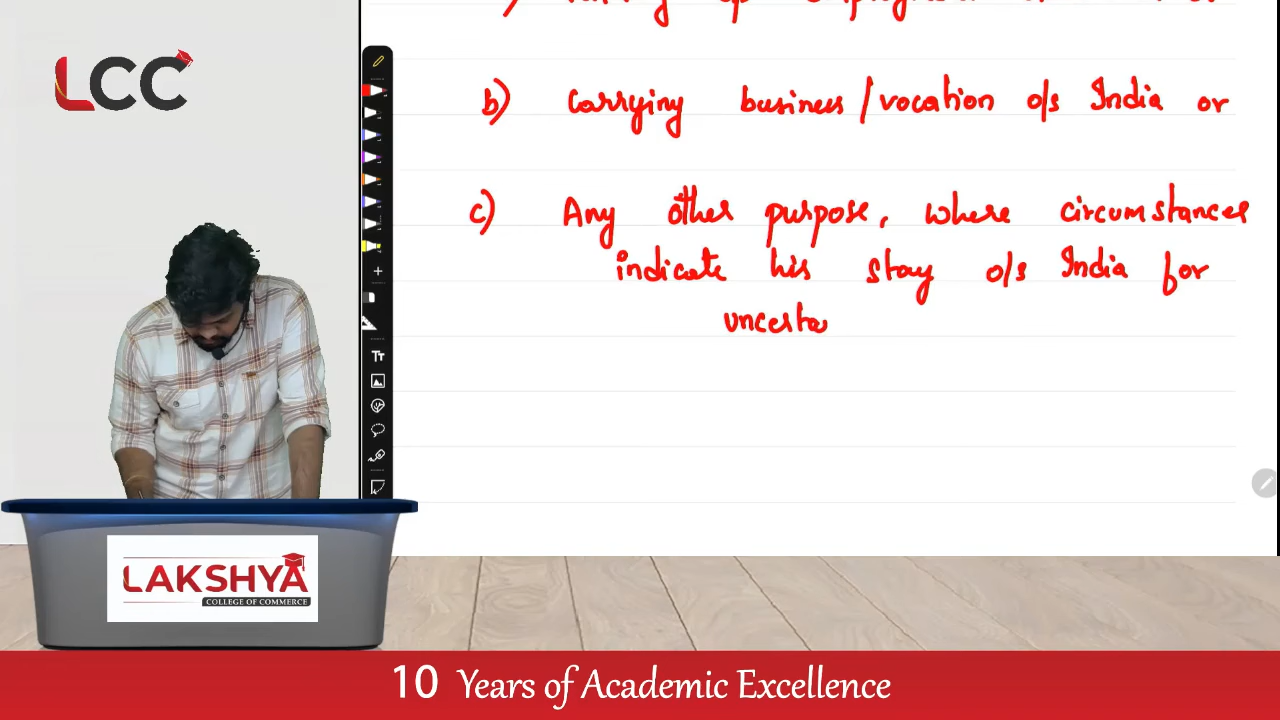 LCC
b) Carrying business/vocation o/s India or
c) Any other purpose, where circumstances
indicate his stay o/s India for
uncerta
Tт
LAKSHYA
COLLEGE OF COMMERCE
10 Years of Academic Excellence